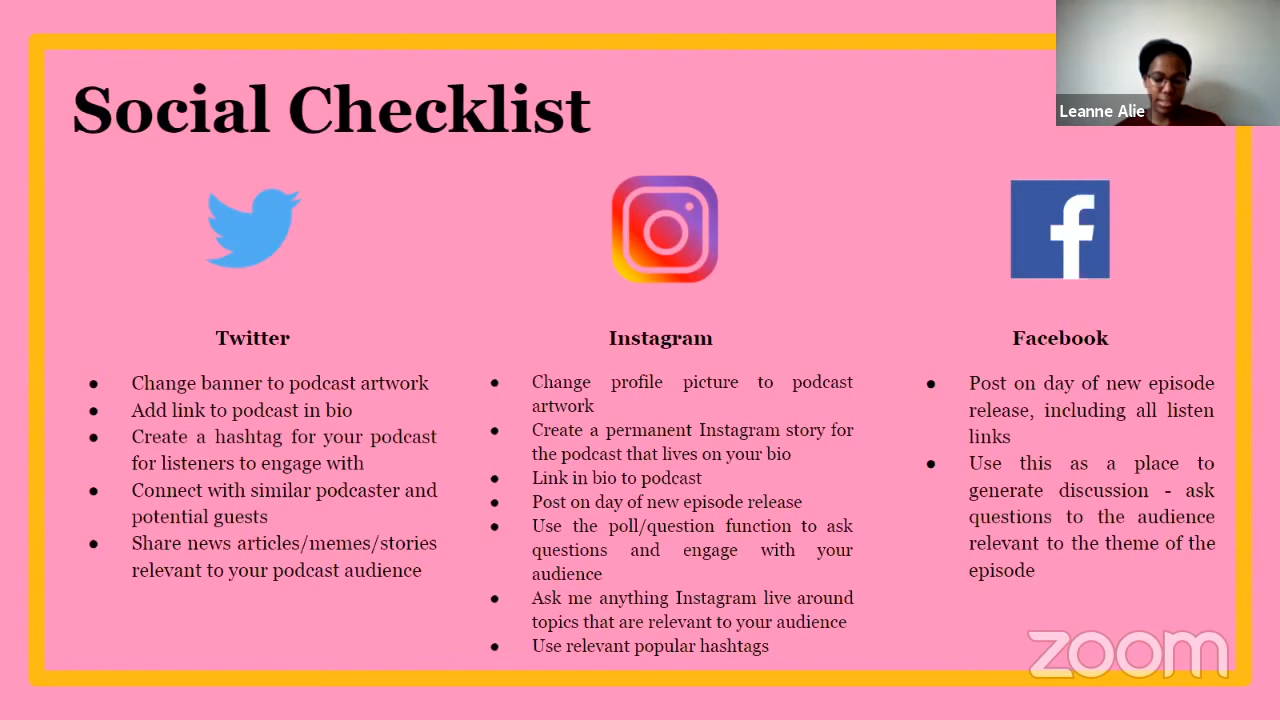 Social Checklist
Leanne Alie
Twitter
Change banner to podcast artwork
Add link to podcast in bio
Create a hashtag for your podcast
for listeners to engage with
Connect with similar podcaster and
potential guests
Share news articles/memes/stories
relevant to your podcast audience
Instagram
Change profile picture to podcast
artwork
Create a permanent Instagram story for
the podcast that lives on your bio
Link in bio to podcast
Post on day of new episode release
Use the poll/question function to ask
questions and engage with your
audience
Ask me anything Instagram live around
topics that are relevant to your audience
Use relevant popular hashtags
Facebook
Post on day of new episode
release, including all listen
links
Use this as a place to
generate discussion - ask
questions to the audience
relevant to the theme of the
episode
zoom